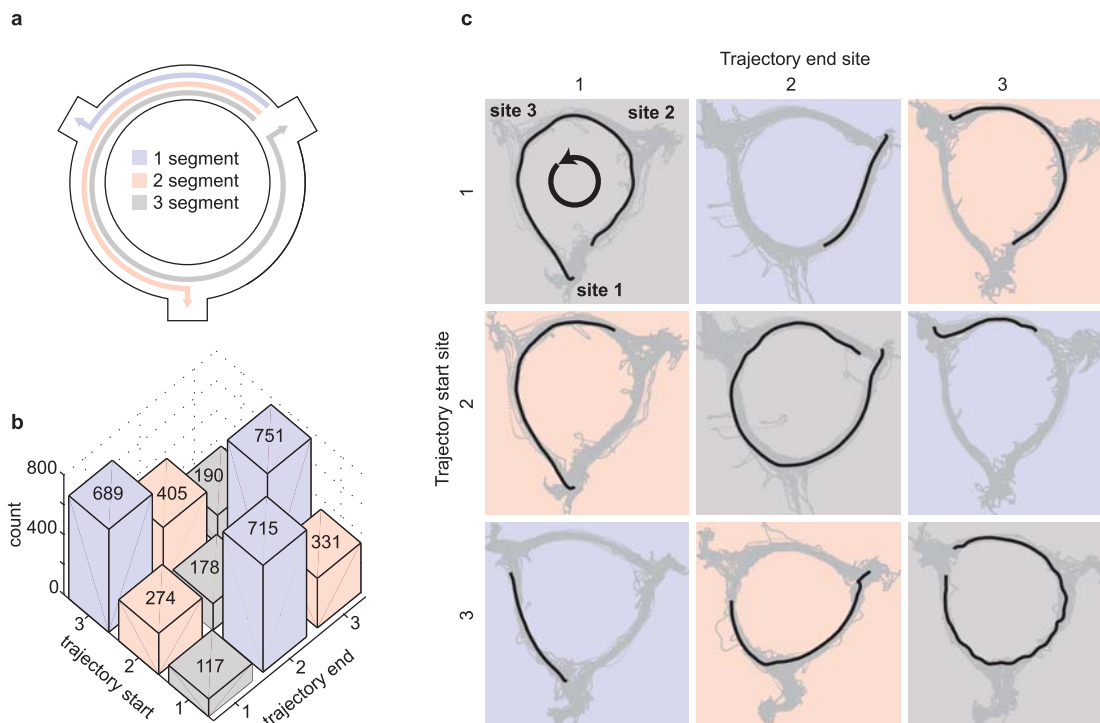 a
1 segment
2 segment
3 segment
b
count
800
400
0
689
405
190
751
274
178
715
331
117
3
2
1
trajectory start
1
2
3
trajectory end
c
Trajectory end site
1
2
3
Trajectory start site
1
2
3
site 3
site 2
site 1